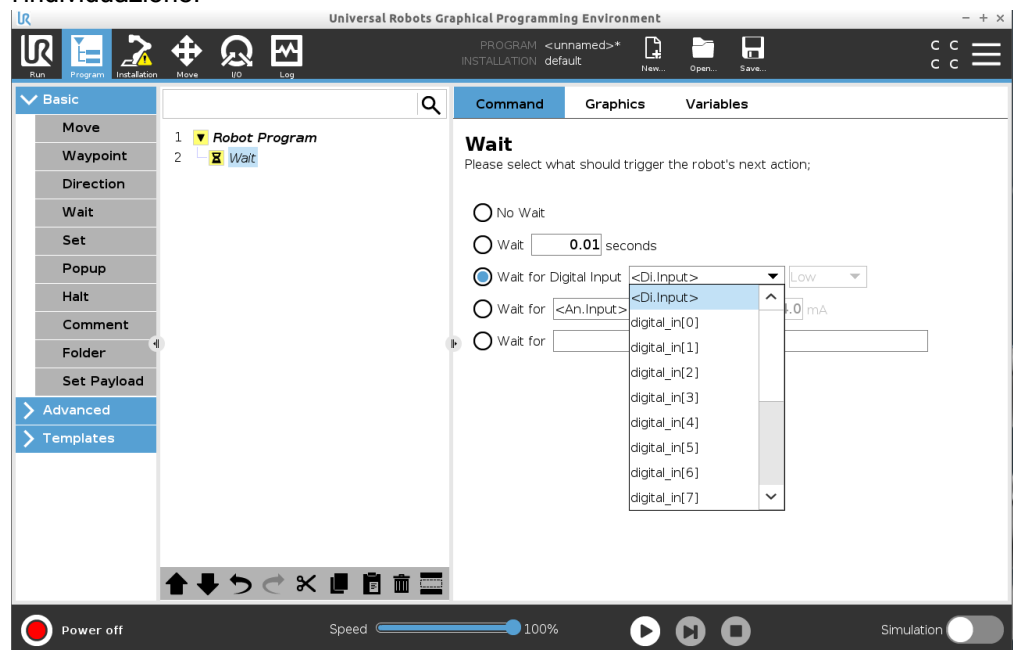 l'individuazione.
UR Universal Robots Graphical Programming Environment
PROGRAM <unnamed>*
INSTALLATION default
Run Program Installation Move I/O Log New... Open... Save...
C C
C C
Basic
Move
Waypoint
Direction
Wait
Set
Popup
Halt
Comment
Folder
Set Payload
Advanced
Templates
1 Robot Program
2 Wait
Command Graphics Variables
Wait
Please select what should trigger the robot's next action;
No Wait
Wait 0.01 seconds
Wait for Digital Input <Di.Input> Low
Wait for <An.Input> .0 mA
Wait for
<Di.Input>
digital_in[0]
digital_in[1]
digital_in[2]
digital_in[3]
digital_in[4]
digital_in[5]
digital_in[6]
digital_in[7]
Power off Speed 100% Simulation